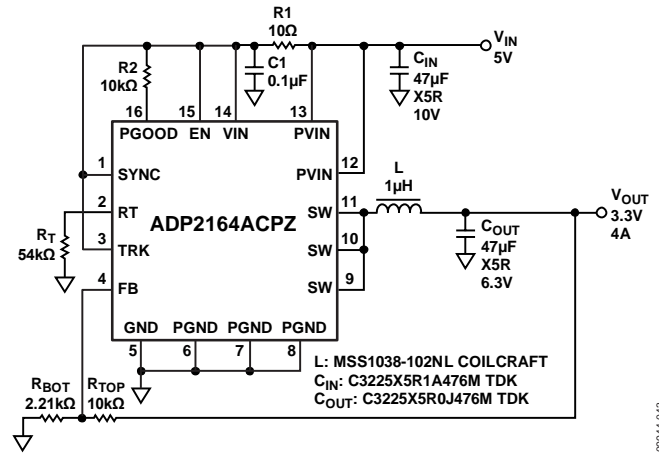 R1
10Ω
VIN
5V
R2
10kΩ
C1
0.1µF
CIN
47µF
X5R
10V
16
15
14
13
PGOOD
EN
VIN
PVIN
1
SYNC
PVIN
12
2
RT
SW
11
L
1µH
VOUT
3.3V
4A
ADP2164ACPZ
RT
54kΩ
3
TRK
SW
10
COUT
47µF
X5R
6.3V
4
FB
SW
9
GND
PGND
PGND
PGND
5
6
7
8
L: MSS1038-102NL COILCRAFT
CIN: C3225X5R1A476M TDK
COUT: C3225X5R0J476M TDK
RBOT
2.21kΩ
RTOP
10kΩ